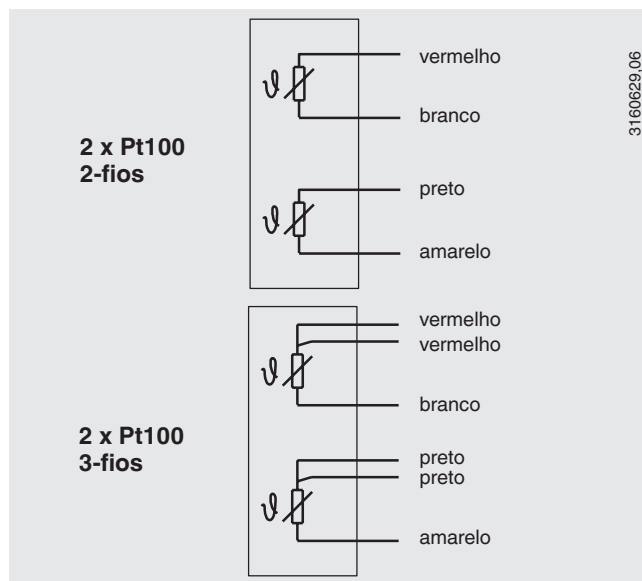 vermelho
branco
2 x Pt100
2-fios
preto
amarelo
vermelho
vermelho
branco
2 x Pt100
3-fios
preto
preto
amarelo
3160629,06
ϑ
ϑ
ϑ
ϑ